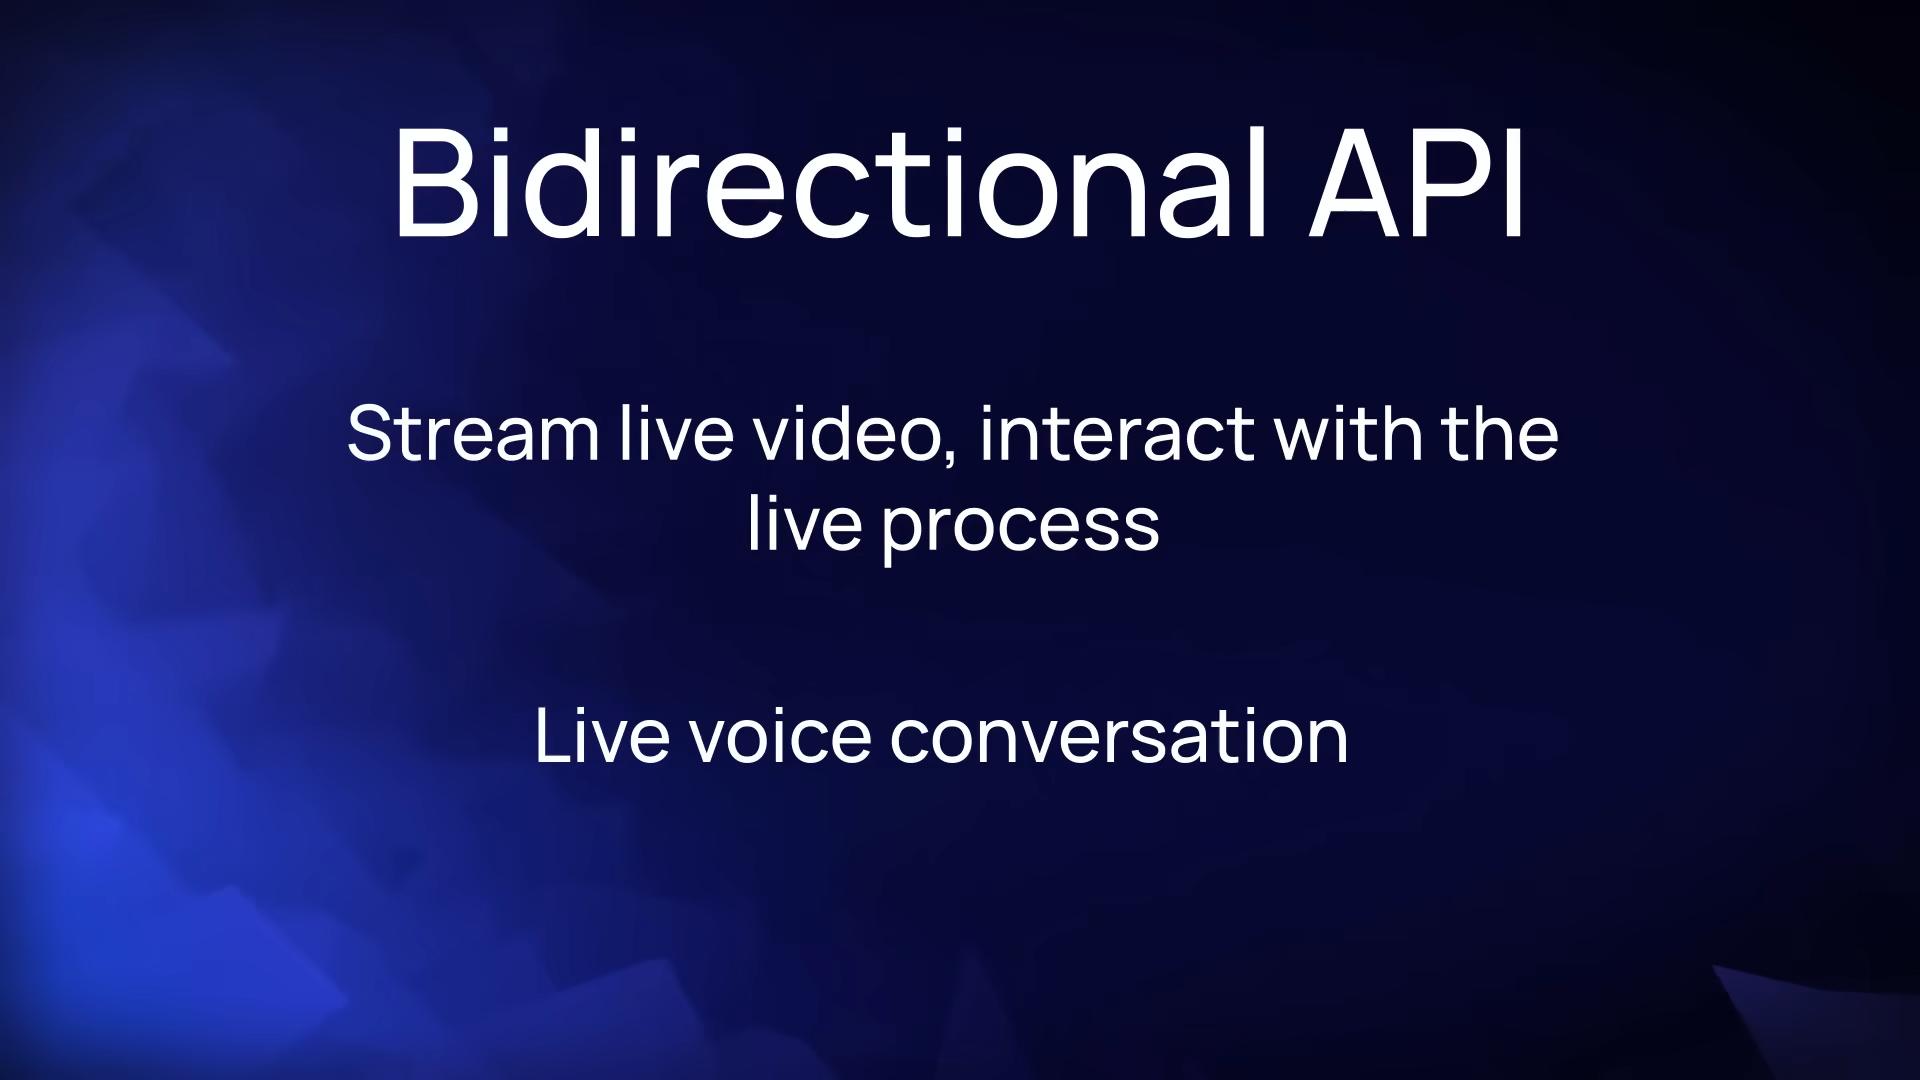 Bidirectional API
Stream live video, interact with the
live process
Live voice conversation